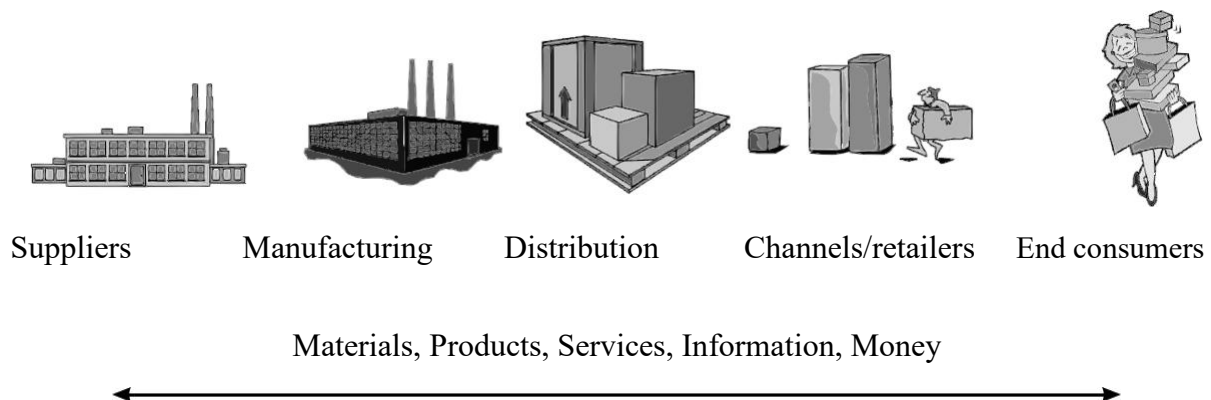 Suppliers Manufacturing Distribution Channels/retailers End consumers
Materials, Products, Services, Information, Money